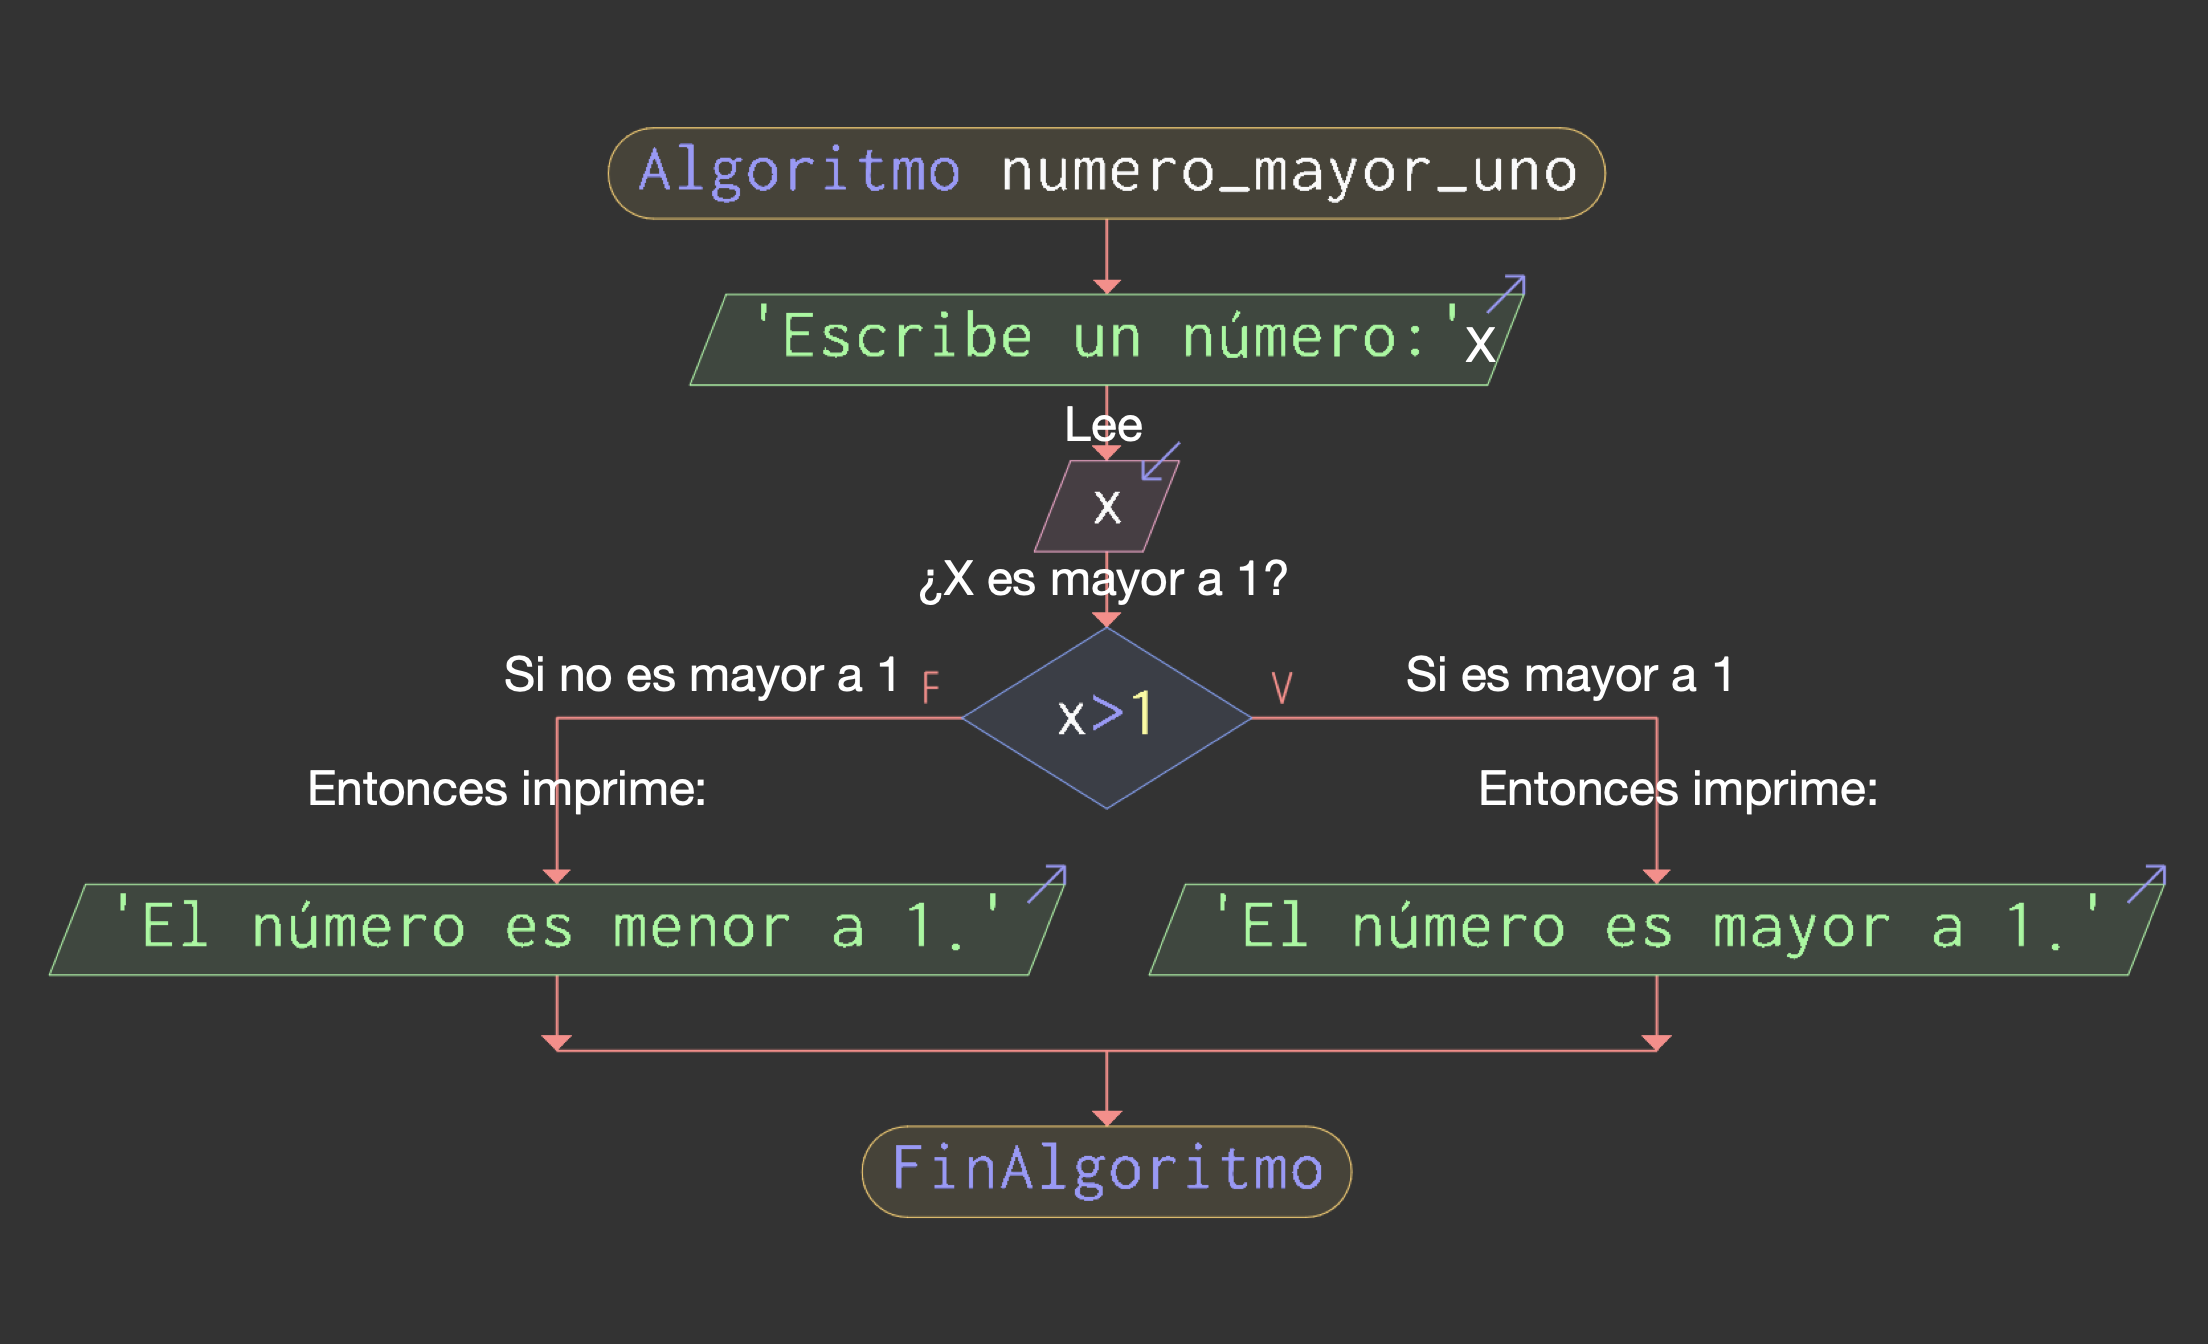 Algoritmo numero_mayor_uno
'Escribe un número:'x
Lee
x
¿X es mayor a 1?
Si no es mayor a 1 F
V Si es mayor a 1
x>1
Entonces imprime:
Entonces imprime:
'El número es menor a 1.'
'El número es mayor a 1.'
FinAlgoritmo